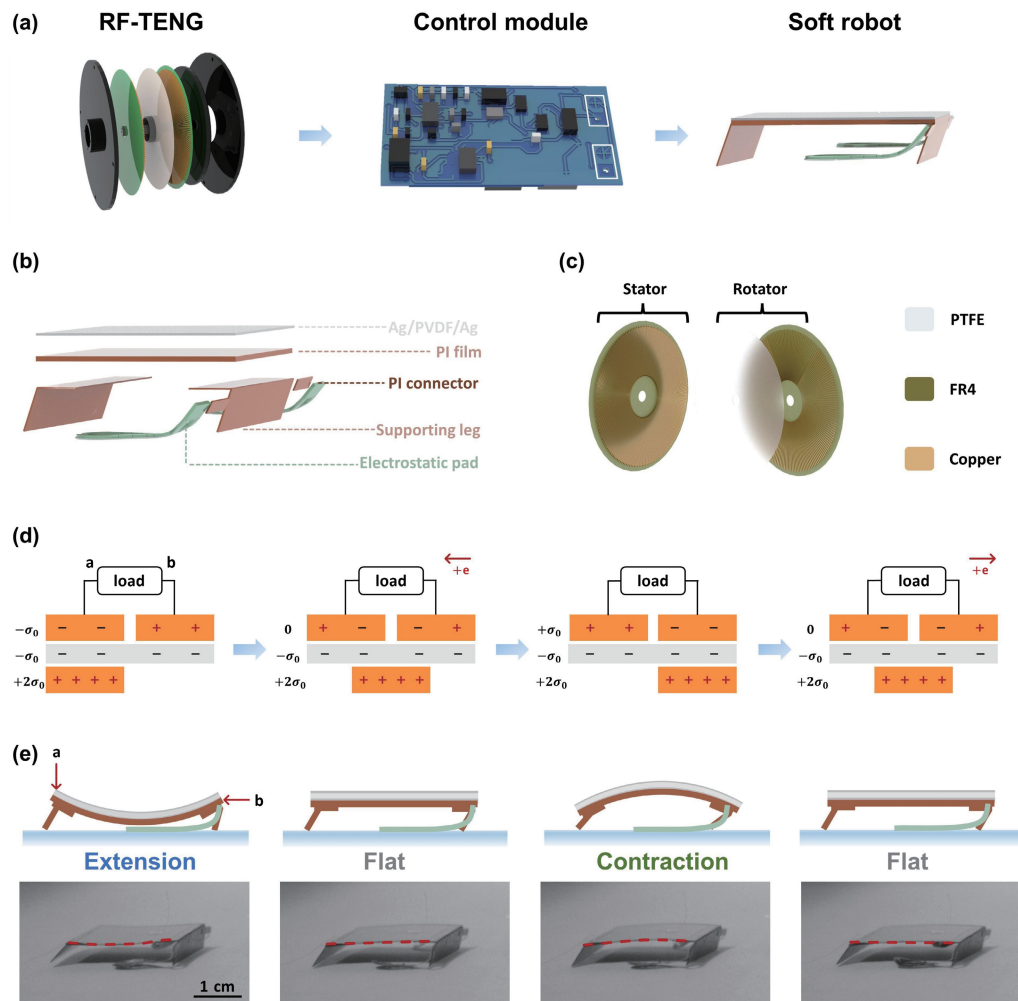 (a)
RF-TENG
Control module
Soft robot
(b)
Ag/PVDF/Ag
PI film
PI connector
Supporting leg
Electrostatic pad
(c)
Stator
Rotator
PTFE
FR4
Copper
(d)
a
b
load
−σ₀
− − + +
−σ₀
− − − −
+2σ₀
+ + + +
load
+e
0
+ − − +
−σ₀
− − − −
+2σ₀
+ + + +
load
+σ₀
+ + − −
−σ₀
− − − −
+2σ₀
+ + + +
load
+e
0
+ − − +
−σ₀
− − − −
+2σ₀
+ + + +
(e)
a
b
Extension
Flat
Contraction
Flat
1 cm